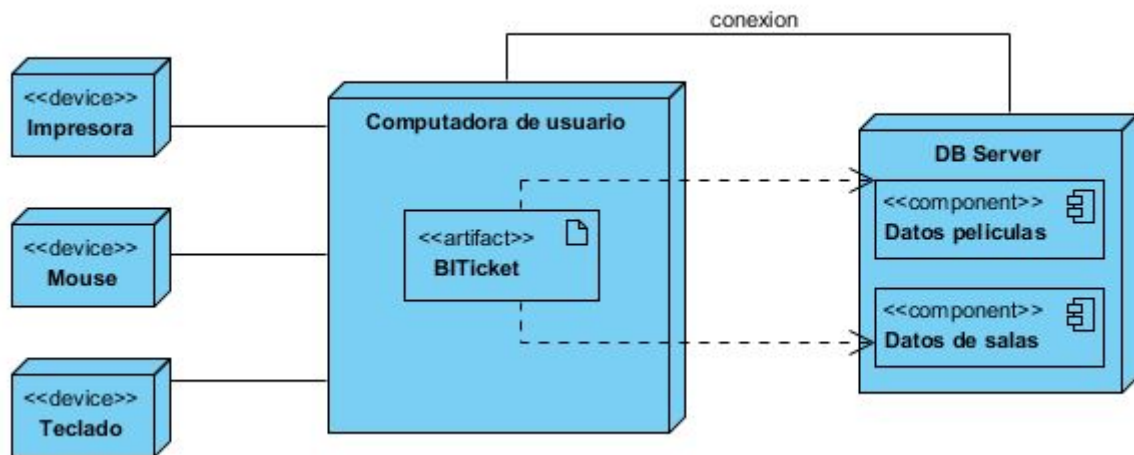 conexion
<<device>>
Impresora
<<device>>
Mouse
<<device>>
Teclado
Computadora de usuario
<<artifact>>
BITicket
DB Server
<<component>>
Datos peliculas
<<component>>
Datos de salas